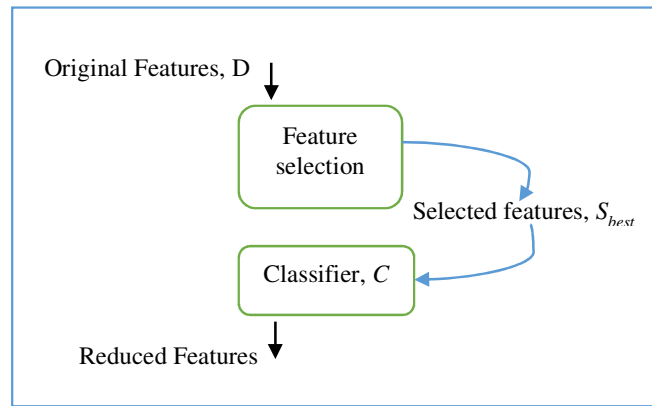 Original Features, D
Feature
selection
Selected features, S_best
Classifier, C
Reduced Features